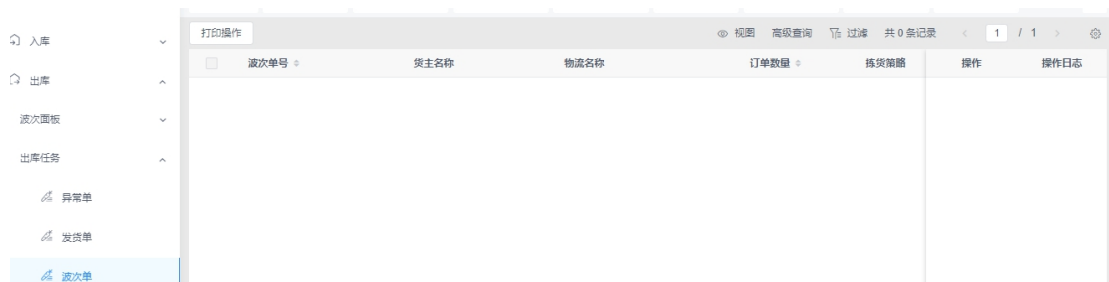 入库
出库
波次面板
出库任务
异常单
发货单
波次单
打印操作
视图 高级查询 过滤 共 0 条记录 1 / 1
波次单号 货主名称 物流名称 订单数量 拣货策略 操作 操作日志